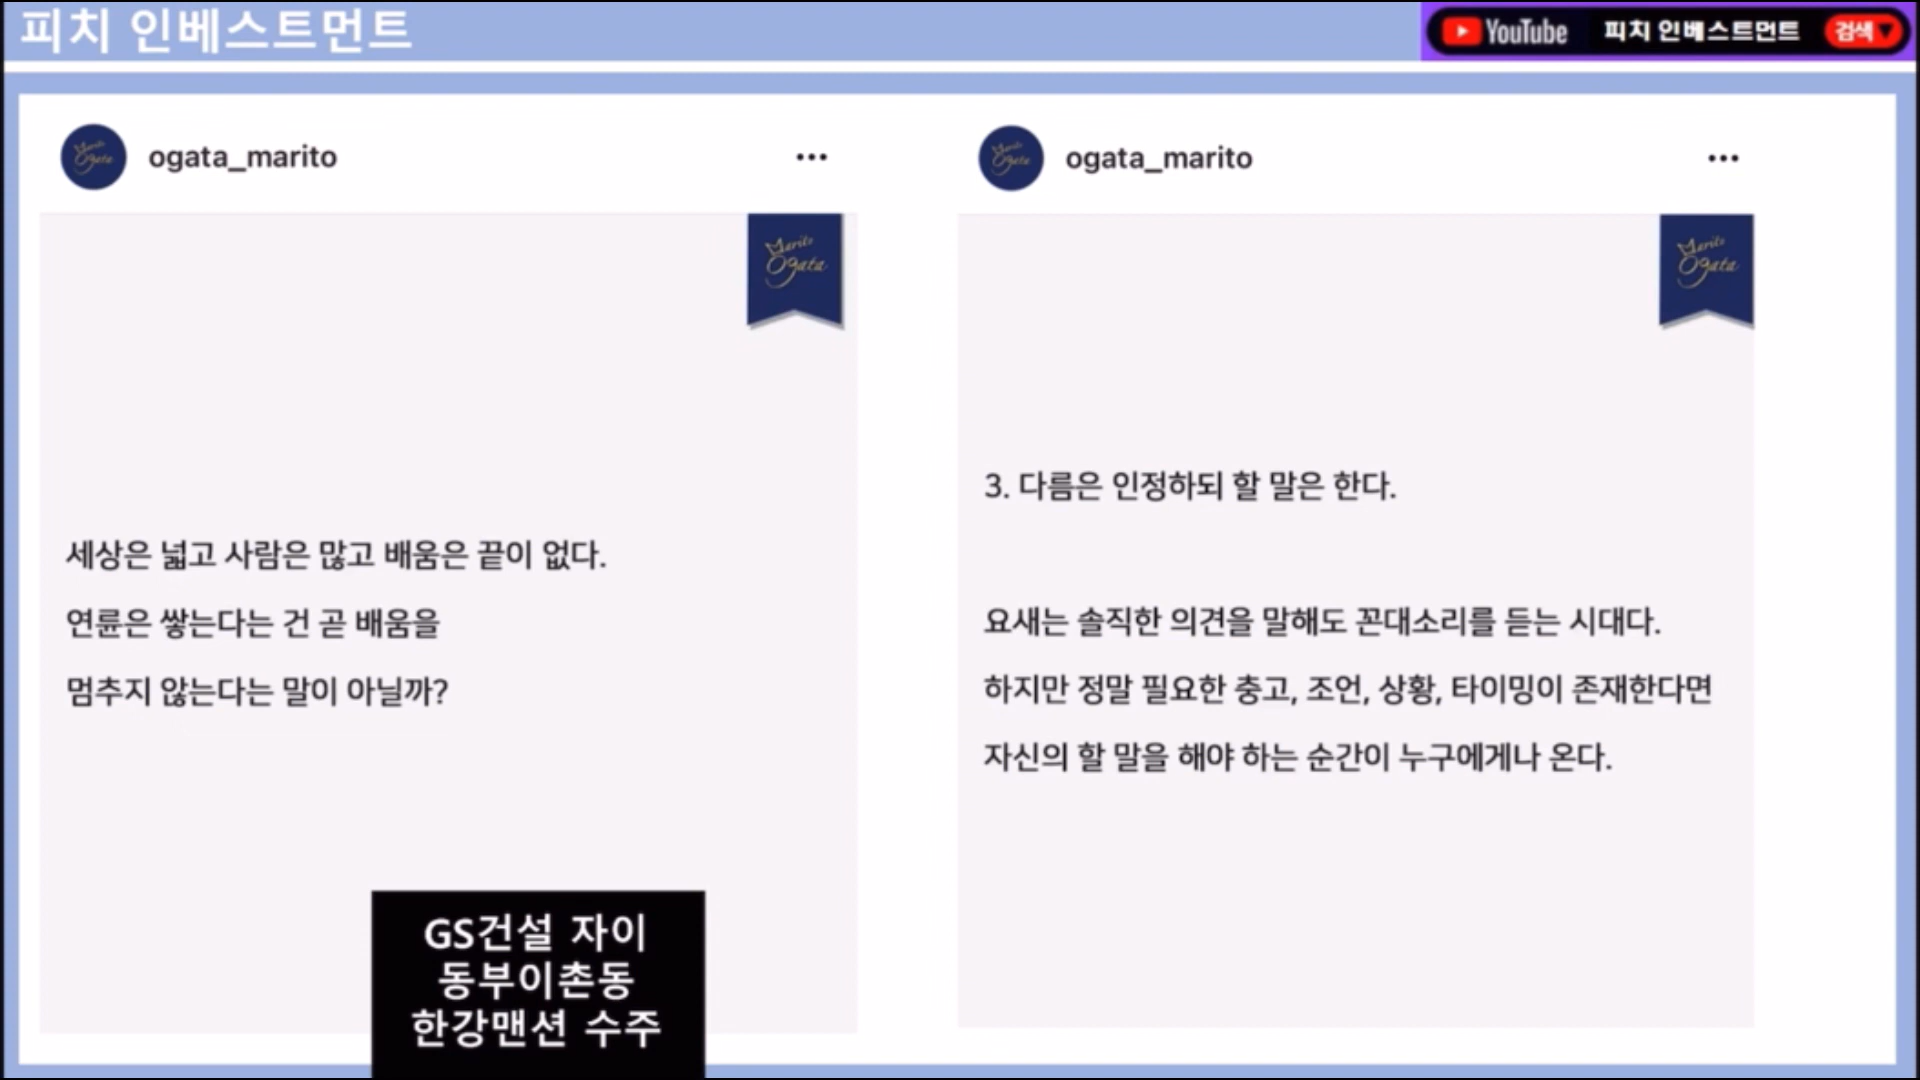 피치 인베스트먼트
YouTube 피치 인베스트먼트 검색
ogata_marito
Marito
Ogata
세상은 넓고 사람은 많고 배움은 끝이 없다.
연륜은 쌓는다는 건 곧 배움을
멈추지 않는다는 말이 아닐까?
ogata_marito
Marito
Ogata
3. 다름은 인정하되 할 말은 한다.
요새는 솔직한 의견을 말해도 꼰대소리를 듣는 시대다.
하지만 정말 필요한 충고, 조언, 상황, 타이밍이 존재한다면
자신의 할 말을 해야 하는 순간이 누구에게나 온다.
GS건설 자이
동부이촌동
한강맨션 수주